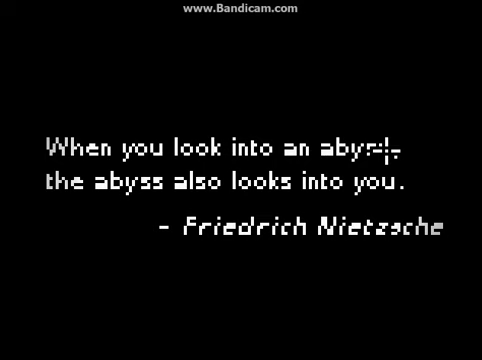 www.Bandicam.com
When you look into an
the abyss also looks into you.
- Friedrich Nietzsche